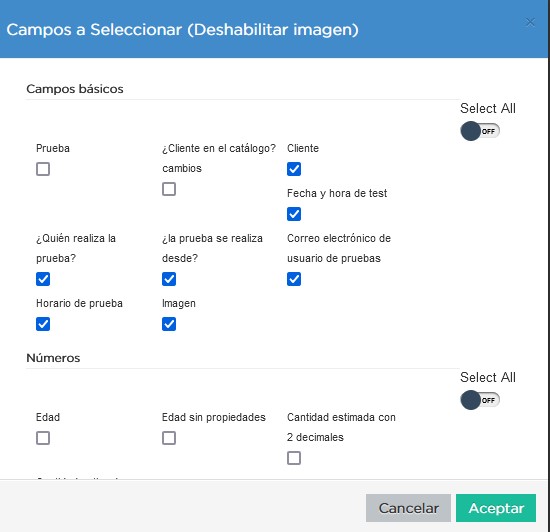 Campos a Seleccionar (Deshabilitar imagen)
×
Campos básicos
Select All
OFF
Prueba
¿Cliente en el catálogo?
cambios
Cliente
Fecha y hora de test
¿Quién realiza la
prueba?
¿la prueba se realiza
desde?
Correo electrónico de
usuario de pruebas
Horario de prueba
Imagen
Números
Select All
OFF
Edad
Edad sin propiedades
Cantidad estimada con
2 decimales
Cancelar
Aceptar